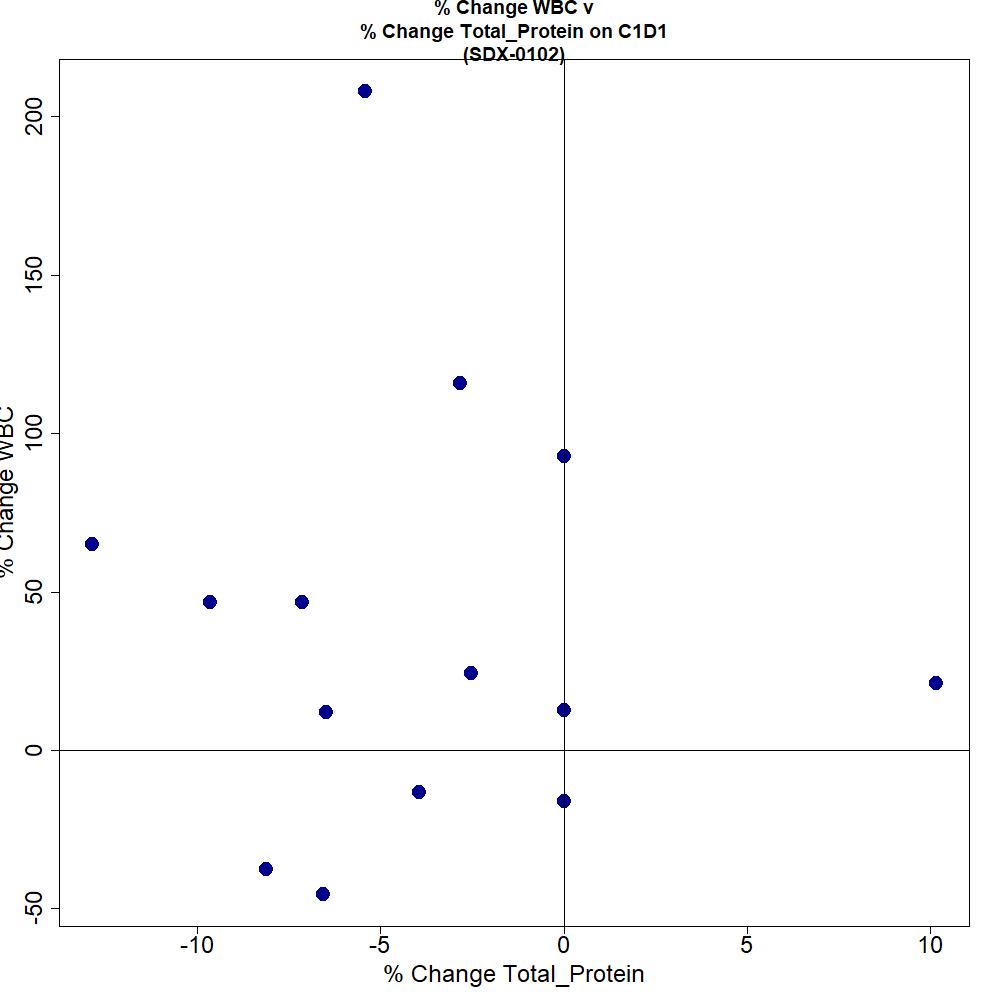 % Change WBC v
% Change Total_Protein on C1D1
(SDX-0102)
200
150
100
50
0
-50
% Change WBC
-10
-5
0
5
10
% Change Total_Protein